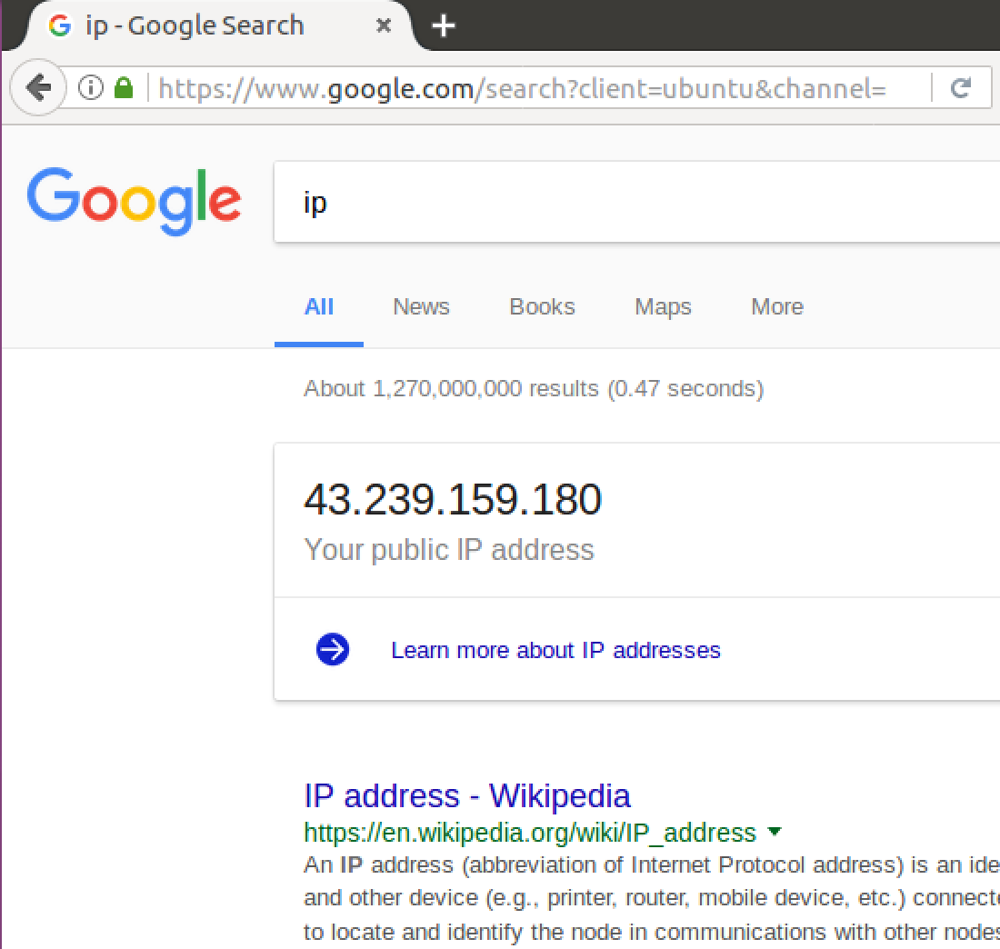 ip - Google Search
https://www.google.com/search?client=ubuntu&channel=
Google
ip
All News Books Maps More
About 1,270,000,000 results (0.47 seconds)
43.239.159.180
Your public IP address
Learn more about IP addresses
IP address - Wikipedia
https://en.wikipedia.org/wiki/IP_address
An IP address (abbreviation of Internet Protocol address) is an ide
and other device (e.g., printer, router, mobile device, etc.) connecte
to locate and identify the node in communications with other nodes